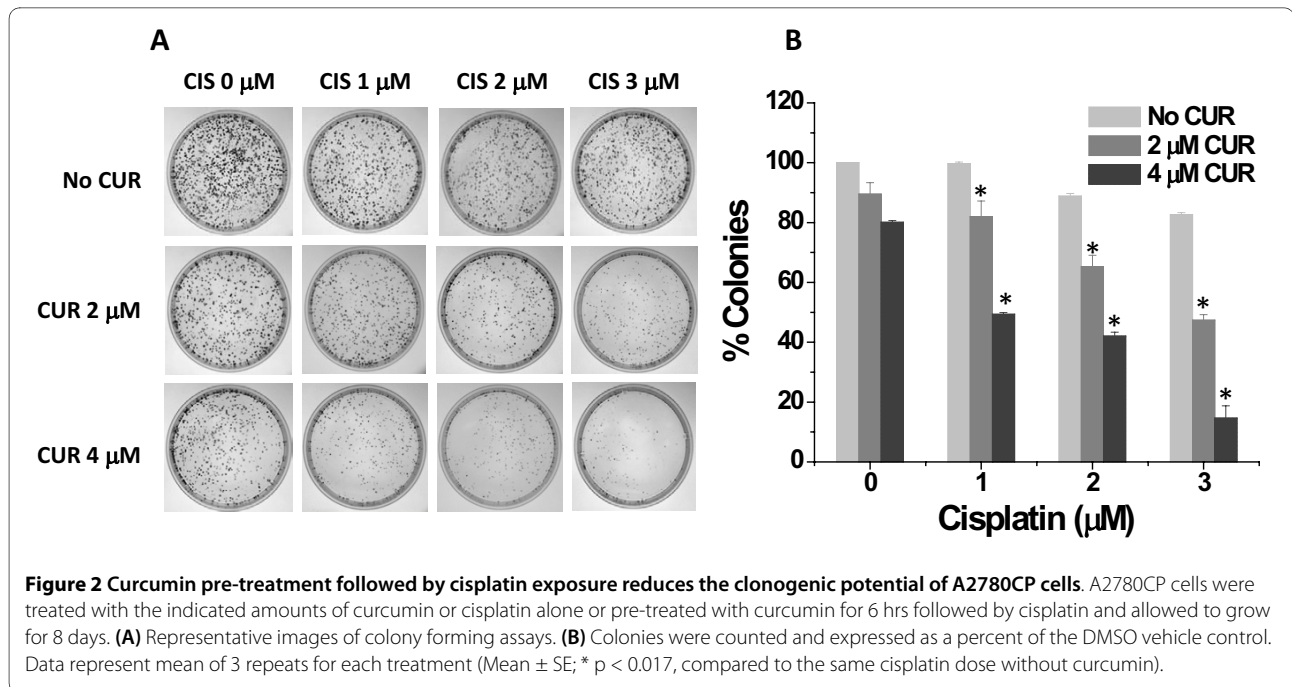 A
CIS 0 µM CIS 1 µM CIS 2 µM CIS 3 µM
No CUR
CUR 2 µM
CUR 4 µM
B
120
100
80
60
40
20
0
% Colonies
No CUR
2 µM CUR
4 µM CUR
* * * * * *
0 1 2 3
Cisplatin (µM)
Figure 2 Curcumin pre-treatment followed by cisplatin exposure reduces the clonogenic potential of A2780CP cells. A2780CP cells were
treated with the indicated amounts of curcumin or cisplatin alone or pre-treated with curcumin for 6 hrs followed by cisplatin and allowed to grow
for 8 days. (A) Representative images of colony forming assays. (B) Colonies were counted and expressed as a percent of the DMSO vehicle control.
Data represent mean of 3 repeats for each treatment (Mean ± SE; * p < 0.017, compared to the same cisplatin dose without curcumin).